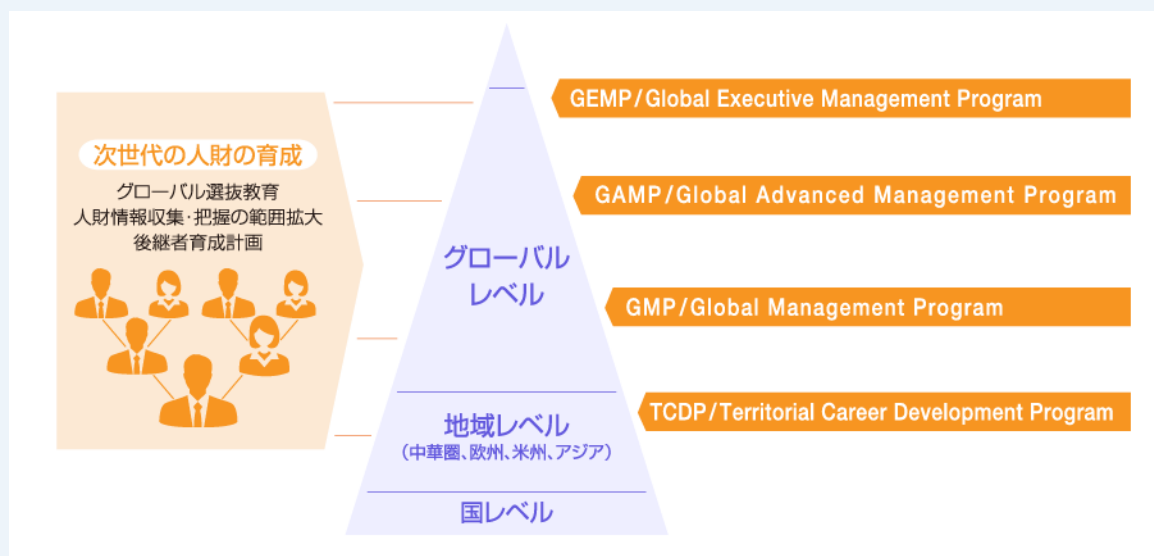 次世代の人財の育成
グローバル選抜教育
人財情報収集・把握の範囲拡大
後継者育成計画
グローバル
レベル
地域レベル
(中華圏、欧州、米州、アジア)
国レベル
GEMP/Global Executive Management Program
GAMP/Global Advanced Management Program
GMP/Global Management Program
TCDP/Territorial Career Development Program